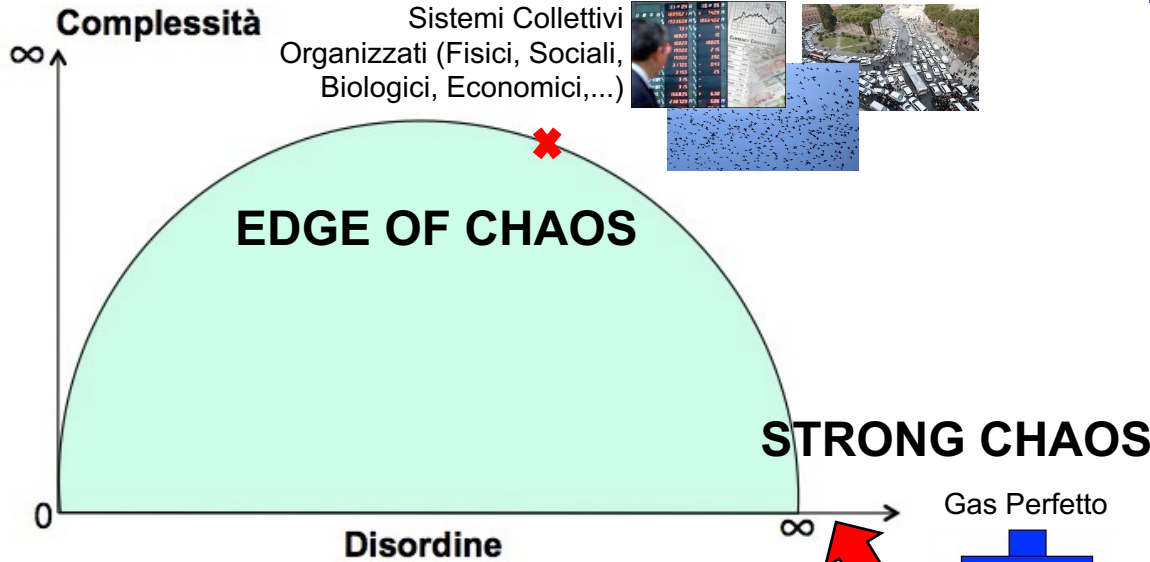 Complessità
∞
Sistemi Collettivi
Organizzati (Fisici, Sociali,
Biologici, Economici,...)
EDGE OF CHAOS
STRONG CHAOS
Gas Perfetto
0
∞
Disordine